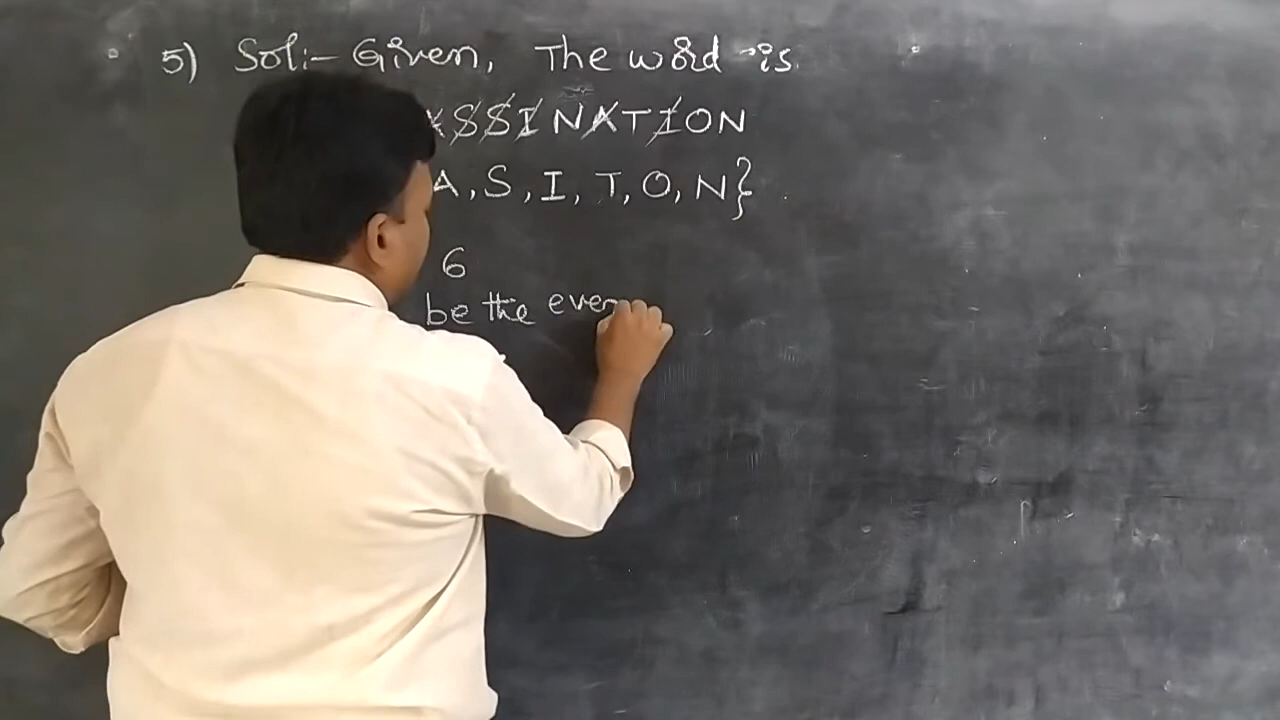 5) Sol:- Given, The word is
SSINATION
A, S, I, T, O, N}
6
be the even